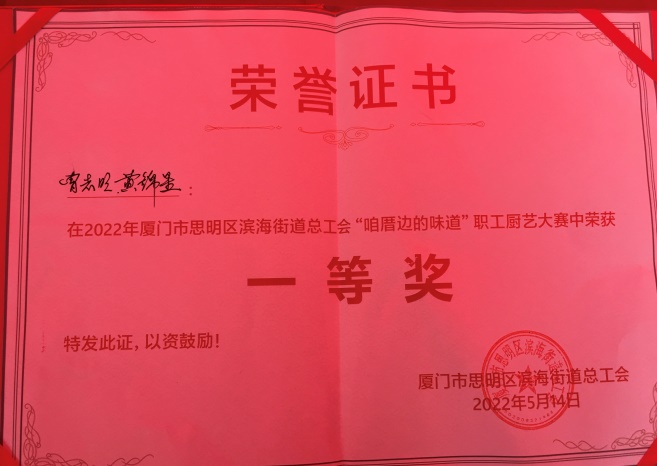 荣誉证书
黄锦星:
在2022年厦门市思明区滨海街道总工会“咱厝边的味道”职工厨艺大赛中荣获
一等奖
特发此证，以资鼓励！
厦门市思明区滨海街道总工会
2022年5月14日